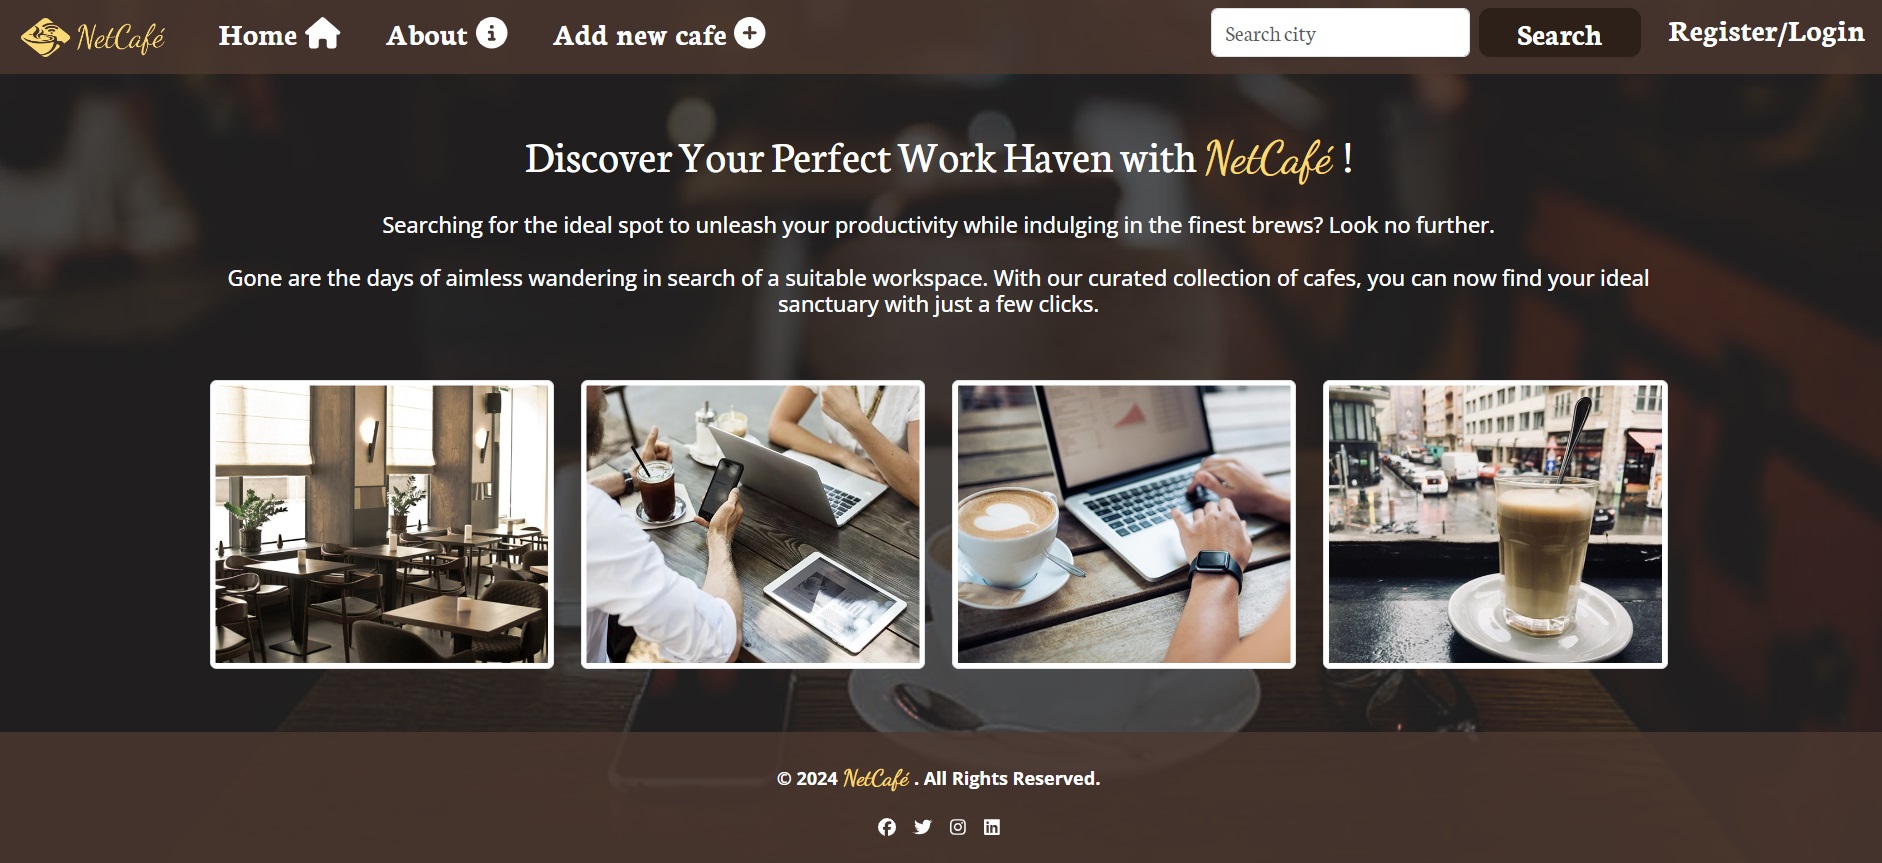 NetCafé Home About Add new cafe Search city Search Register/Login
Discover Your Perfect Work Haven with NetCafé !
Searching for the ideal spot to unleash your productivity while indulging in the finest brews? Look no further.
Gone are the days of aimless wandering in search of a suitable workspace. With our curated collection of cafes, you can now find your ideal
sanctuary with just a few clicks.
© 2024 NetCafé . All Rights Reserved.